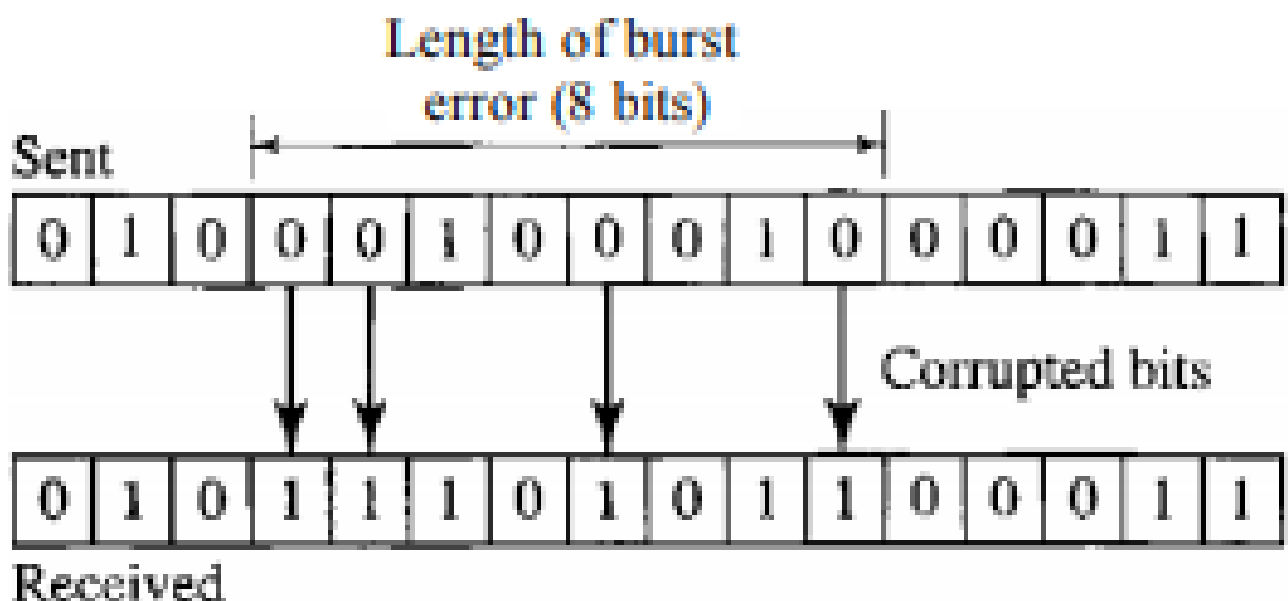 Length of burst
error (8 bits)
Sent
0 1 0 0 0 1 0 0 0 1 0 0 0 0 1 1
Corrupted bits
0 1 0 1 1 1 0 1 0 1 1 0 0 0 1 1
Received